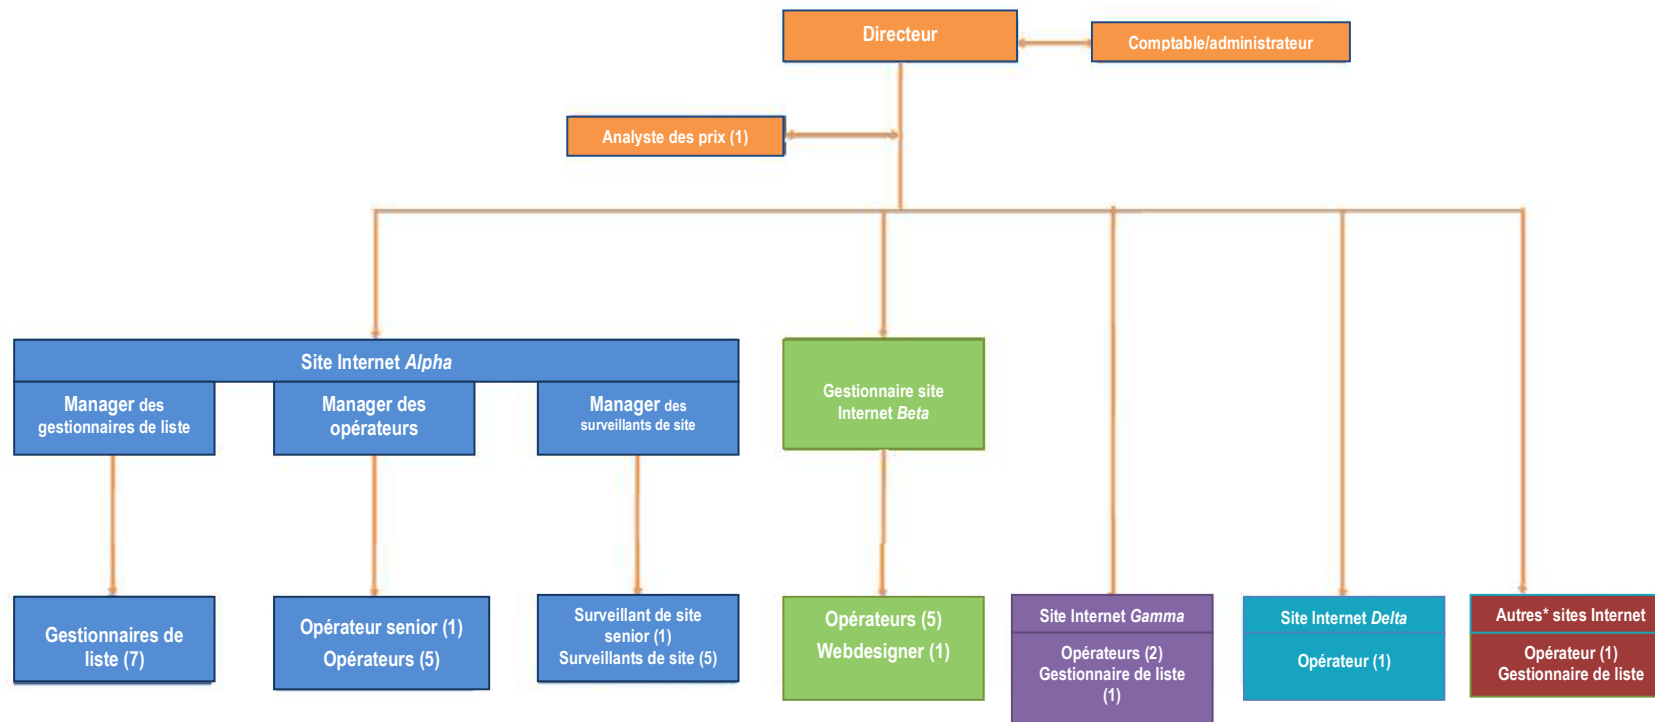 Directeur
Comptable/administrateur
Analyste des prix (1)
Site Internet Alpha
Manager des
gestionnaires de liste
Manager des
opérateurs
Manager des
surveillants de site
Gestionnaire site
Internet Beta
Gestionnaires de
liste (7)
Opérateur senior (1)
Opérateurs (5)
Surveillant de site
senior (1)
Surveillants de site (5)
Opérateurs (5)
Webdesigner (1)
Site Internet Gamma
Opérateurs (2)
Gestionnaire de liste
(1)
Site Internet Delta
Opérateur (1)
Autres* sites Internet
Opérateur (1)
Gestionnaire de liste